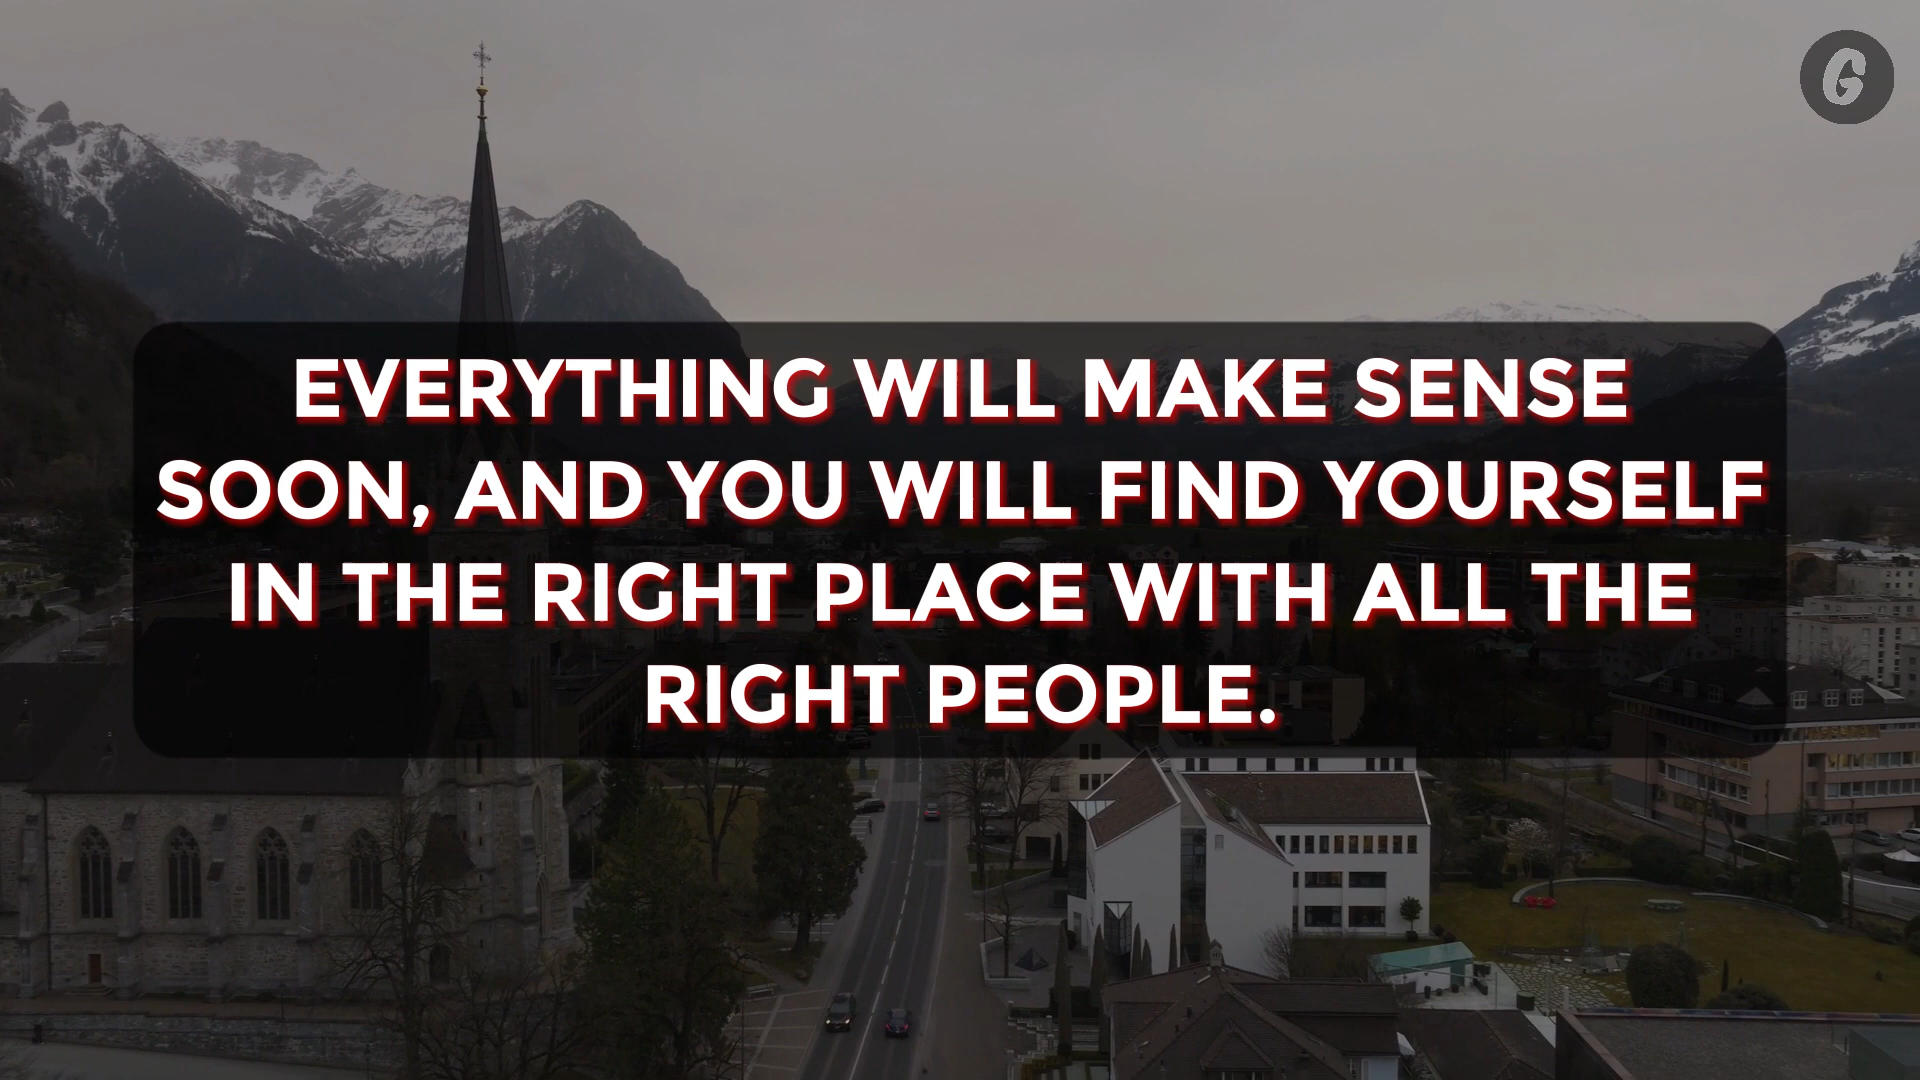 G
EVERYTHING WILL MAKE SENSE
SOON, AND YOU WILL FIND YOURSELF
IN THE RIGHT PLACE WITH ALL THE
RIGHT PEOPLE.